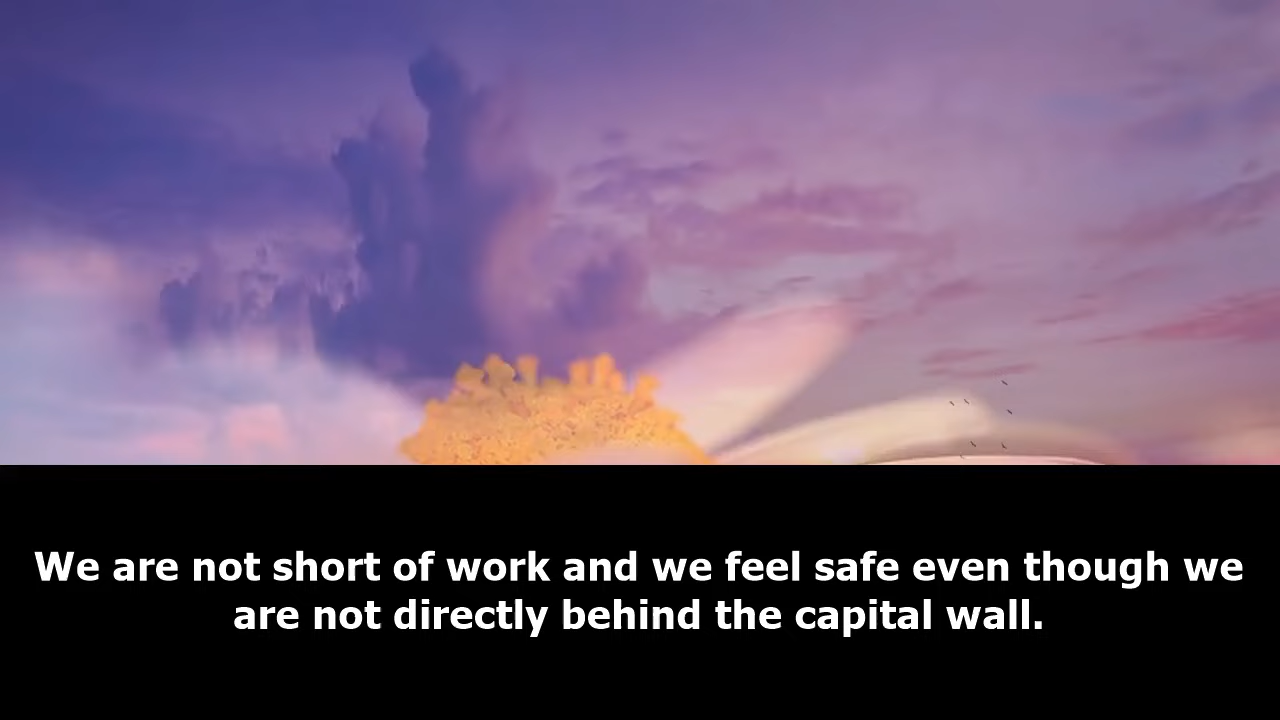 We are not short of work and we feel safe even though we
are not directly behind the capital wall.